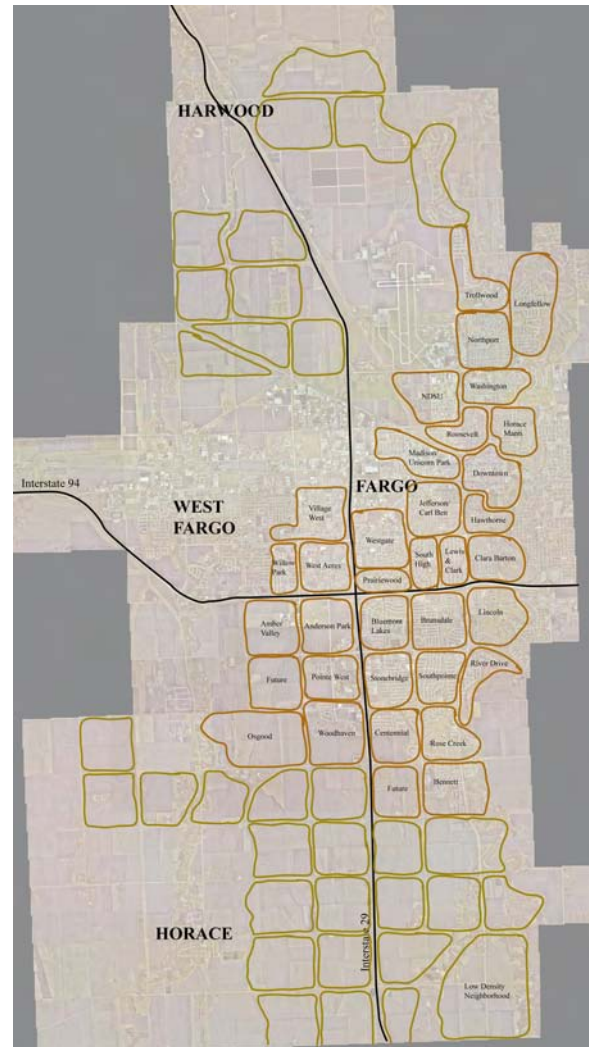 HARWOOD
Trollwood
Longfellow
Northport
Washington
NDSU
Roosevelt
Horace
Mann
Madison/
Unicorn Park
Downtown
Interstate 94
FARGO
Jefferson/
Carl Ben
WEST
FARGO
Village
West
Hawthorne
Westgate
South
High
Lewis
&
Clark
Clara Barton
Willow
Park
West Acres
Prairiewood
Amber
Valley
Anderson Park
Bluemont
Lakes
Brunsdale
Lincoln
Future
Pointe West
Stonebridge
Southpointe
River Drive
Osgood
Woodhaven
Centennial
Rose Creek
Future
Bennett
HORACE
Interstate 29
Low Density
Neighborhood